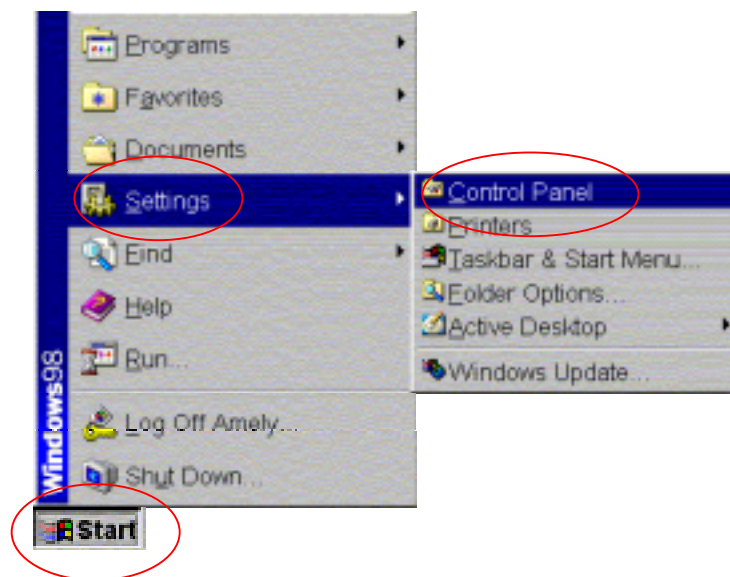 Programs
Favorites
Documents
Settings
Find
Help
Run...
Log Off Amely...
Shut Down...
Windows98
Start
Control Panel
Printers
Taskbar & Start Menu...
Folder Options...
Active Desktop
Windows Update...